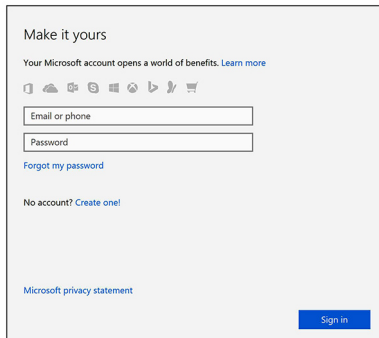 Make it yours
Your Microsoft account opens a world of benefits. Learn more
Email or phone
Password
Forgot my password
No account? Create one!
Microsoft privacy statement
Sign in